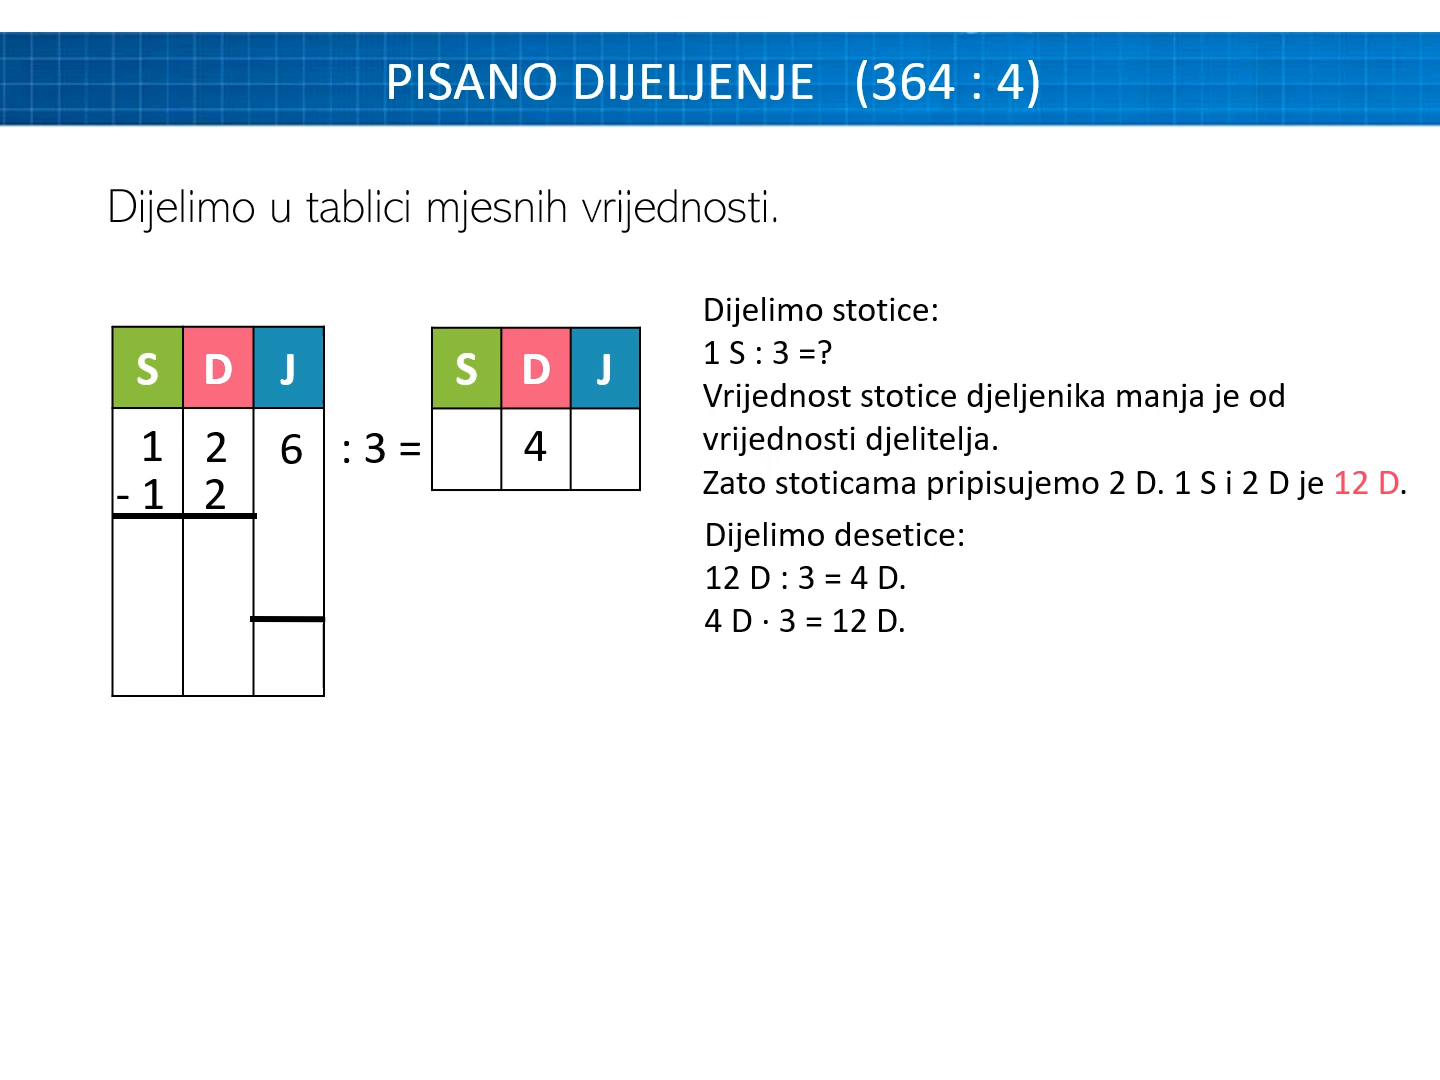 PISANO DIJELJENJE (364 : 4)
Dijelimo u tablici mjesnih vrijednosti.
S D J
1 2 6 : 3 =
- 1 2
S D J
4
Dijelimo stotice:
1 S : 3 =?
Vrijednost stotice djeljenika manja je od
vrijednosti djelitelja.
Zato stoticama pripisujemo 2 D. 1 S i 2 D je 12 D.
Dijelimo desetice:
12 D : 3 = 4 D.
4 D · 3 = 12 D.